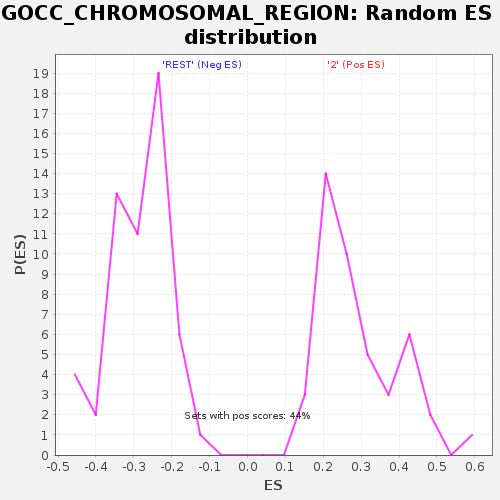 GOCC_CHROMOSOMAL_REGION: Random ES
distribution
'REST' (Neg ES)
'2' (Pos ES)
19
18
17
16
15
14
13
12
11
10
9
8
7
6
5
4
3
2
1
0
P(ES)
Sets with pos scores: 44%
-0.5 -0.4 -0.3 -0.2 -0.1 0.0 0.1 0.2 0.3 0.4 0.5 0.6
ES